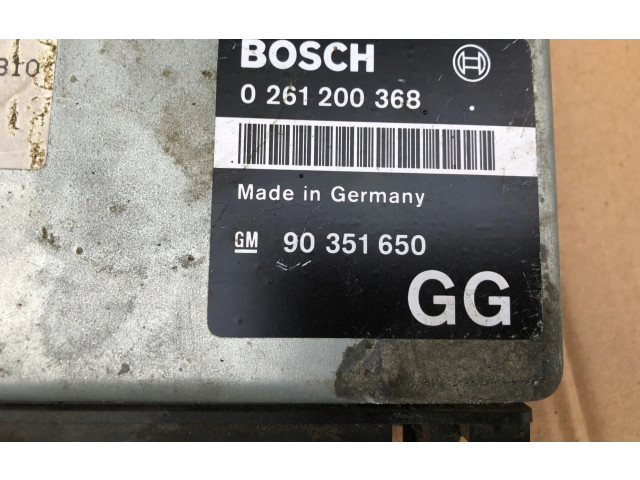 BOSCH
0 261 200 368
Made in Germany
GM 90 351 650
GG